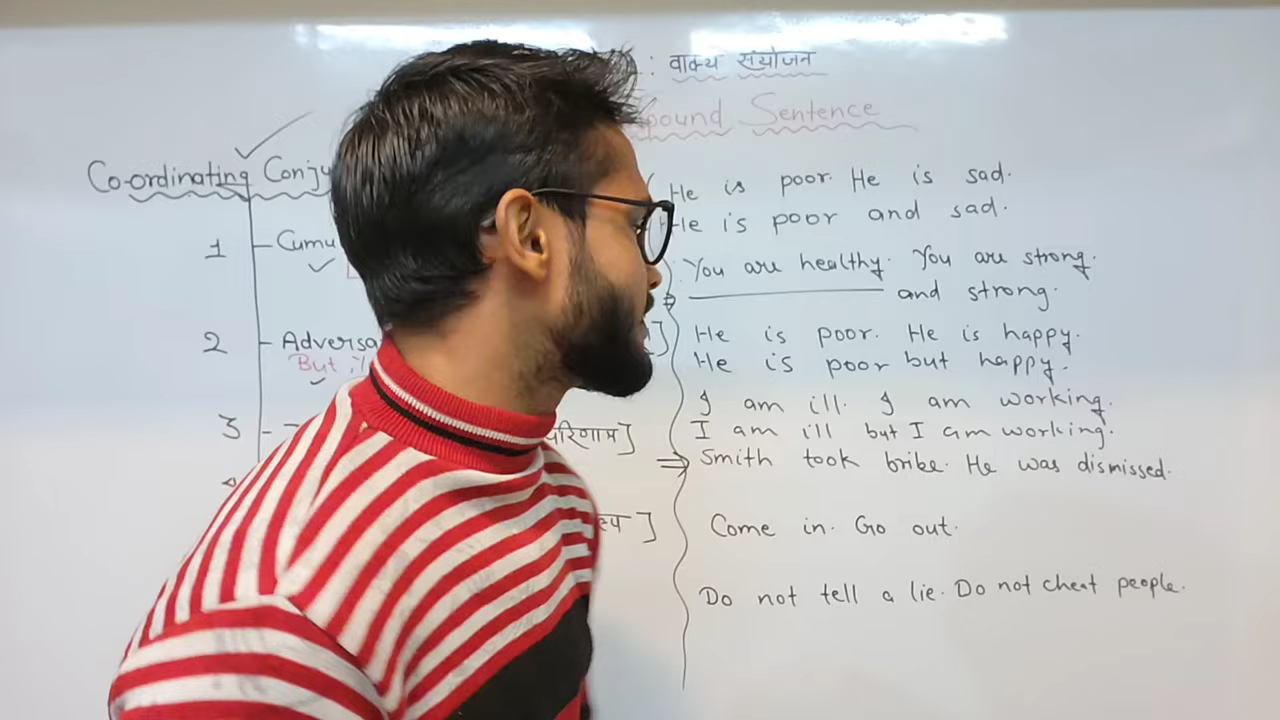 : वाक्य संयोजन
pound Sentence
Co-ordinating Conju
1 Cumu
2 - Adversa
But
3 -
परिणाम]
He is poor. He is sad.
He is poor and sad.
You are healthy. You are strong.
and strong.
He is poor. He is happy.
He is poor but happy.
I am ill. I am working.
I am ill but I am working.
Smith took bribe. He was dismissed.
Come in. Go out.
Do not tell a lie. Do not cheat people.